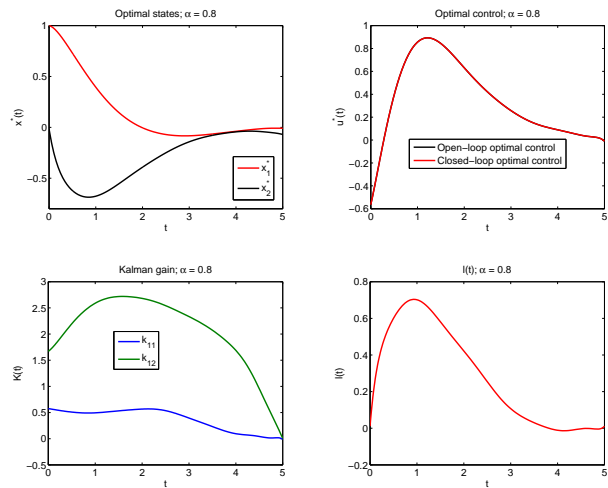 Optimal states; α = 0.8
1
0.5
0
−0.5
x*(t)
x*1
x*2
0 1 2 3 4 5
t
1
0.8
0.6
0.4
0.2
0
−0.2
−0.4
−0.6
u*(t)
Open−loop optimal control
Closed−loop optimal control
0 1 2 3 4 5
t
Kalman gain; α = 0.8
3
2.5
2
1.5
1
0.5
0
−0.5
K(t)
k11
k12
0 1 2 3 4 5
t
l(t); α = 0.8
0.8
0.6
0.4
0.2
0
−0.2
l(t)
0 1 2 3 4 5
t